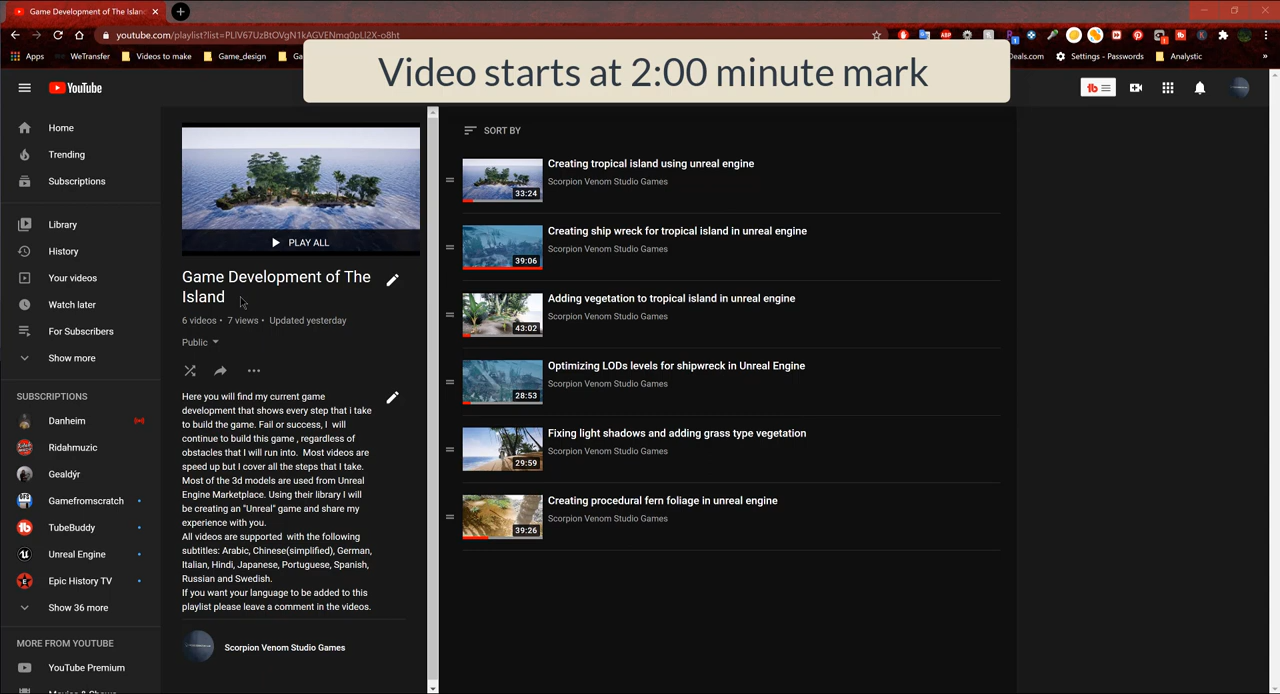 Game Development of The Islan
youtube.com/playlist?list=PLIV67UzBtOVgN1kAGVENmq0pLI2X-o8ht
Apps
WeTransfer
Videos to make
Game_design
Deals.com
Settings - Passwords
Analystic
Video starts at 2:00 minute mark
YouTube
Home
Trending
Subscriptions
Library
History
Your videos
Watch later
For Subscribers
Show more
SUBSCRIPTIONS
Danheim
Ridahmuzic
Gealdýr
Gamefromscratch
TubeBuddy
Unreal Engine
Epic History TV
Show 36 more
MORE FROM YOUTUBE
YouTube Premium
PLAY ALL
Game Development of The
Island
6 videos • 7 views • Updated yesterday
Public
Here you will find my current game
development that shows every step that i take
to build the game. Fail or success, I will
continue to build this game , regardless of
obstacles that I will run into. Most videos are
speed up but I cover all the steps that I take.
Most of the 3d models are used from Unreal
Engine Marketplace. Using their library I will
be creating an "Unreal" game and share my
experience with you.
All videos are supported with the following
subtitles: Arabic, Chinese(simplified), German,
Italian, Hindi, Japanese, Portuguese, Spanish,
Russian and Swedish.
If you want your language to be added to this
playlist please leave a comment in the videos.
Scorpion Venom Studio Games
SORT BY
33:24
Creating tropical island using unreal engine
Scorpion Venom Studio Games
39:06
Creating ship wreck for tropical island in unreal engine
Scorpion Venom Studio Games
43:02
Adding vegetation to tropical island in unreal engine
Scorpion Venom Studio Games
28:53
Optimizing LODs levels for shipwreck in Unreal Engine
Scorpion Venom Studio Games
29:59
Fixing light shadows and adding grass type vegetation
Scorpion Venom Studio Games
39:26
Creating procedural fern foliage in unreal engine
Scorpion Venom Studio Games